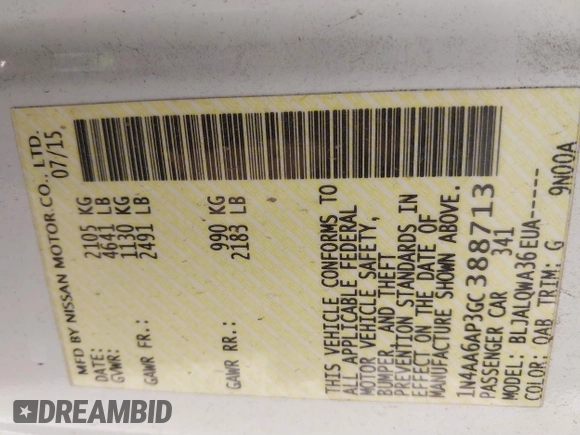 MFD BY NISSAN MOTOR CO., LTD.
DATE: 07/15
GVWR: 2105 KG
4641 LB
GAWR FR.: 1130 KG
2491 LB
GAWR RR.: 990 KG
2183 LB
THIS VEHICLE CONFORMS TO
ALL APPLICABLE FEDERAL
MOTOR VEHICLE SAFETY,
BUMPER, AND THEFT
PREVENTION STANDARDS IN
EFFECT ON THE DATE OF
MANUFACTURE SHOWN ABOVE.
1N4AA6AP3GC388713
PASSENGER CAR 341
MODEL: BLJALQWA36EUA-----
COLOR: QAB TRIM: G 9N00A
DREAMBID